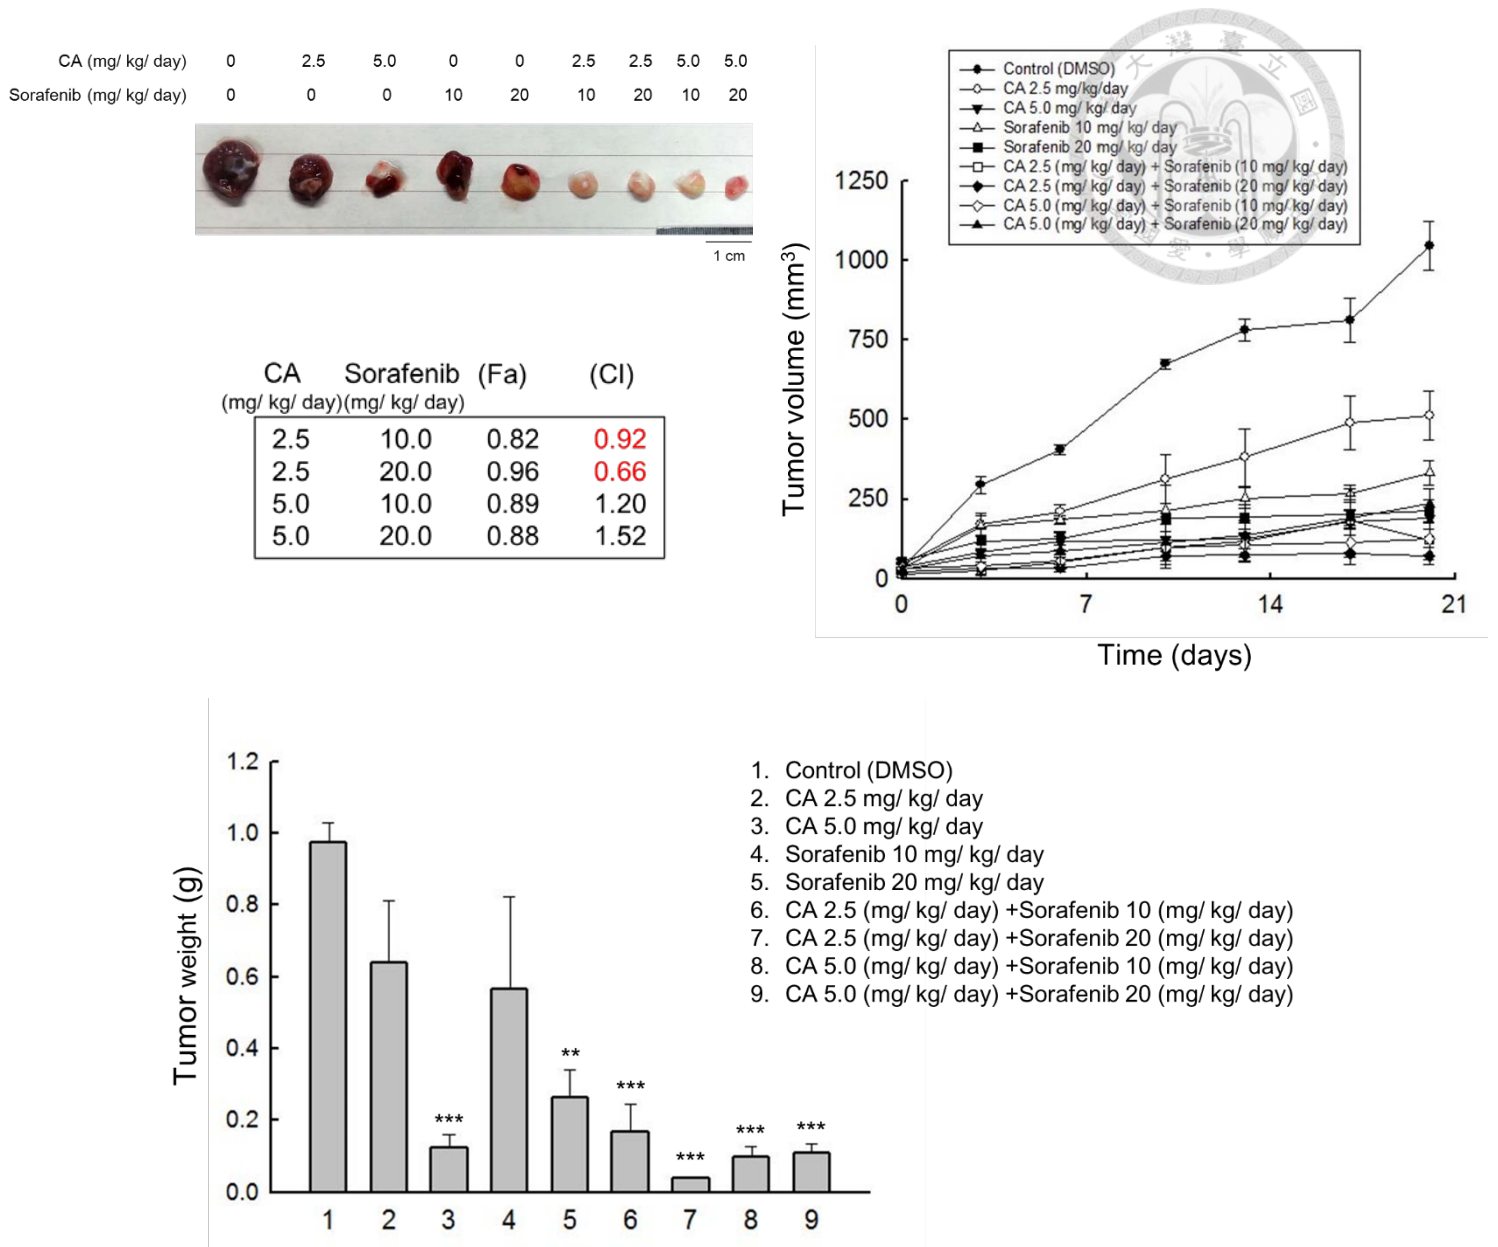 CA (mg/ kg/ day) 0 2.5 5.0 0 0 2.5 2.5 5.0 5.0
Sorafenib (mg/ kg/ day) 0 0 0 10 20 10 20 10 20
1 cm
CA Sorafenib (Fa) (CI)
(mg/ kg/ day) (mg/ kg/ day)
2.5 10.0 0.82 0.92
2.5 20.0 0.96 0.66
5.0 10.0 0.89 1.20
5.0 20.0 0.88 1.52
Control (DMSO)
CA 2.5 mg/kg/day
CA 5.0 mg/ kg/ day
Sorafenib 10 mg/ kg/ day
Sorafenib 20 mg/ kg/ day
CA 2.5 (mg/ kg/ day) + Sorafenib (10 mg/ kg/ day)
CA 2.5 (mg/ kg/ day) + Sorafenib (20 mg/ kg/ day)
CA 5.0 (mg/ kg/ day) + Sorafenib (10 mg/ kg/ day)
CA 5.0 (mg/ kg/ day) + Sorafenib (20 mg/ kg/ day)
大灣臺立國
國愛・學
Tumor volume (mm³)
1250
1000
750
500
250
0
0 7 14 21
Time (days)
Tumor weight (g)
1.2
1.0
0.8
0.6
0.4
0.2
0.0
***
**
***
***
***
***
1 2 3 4 5 6 7 8 9
1. Control (DMSO)
2. CA 2.5 mg/ kg/ day
3. CA 5.0 mg/ kg/ day
4. Sorafenib 10 mg/ kg/ day
5. Sorafenib 20 mg/ kg/ day
6. CA 2.5 (mg/ kg/ day) +Sorafenib 10 (mg/ kg/ day)
7. CA 2.5 (mg/ kg/ day) +Sorafenib 20 (mg/ kg/ day)
8. CA 5.0 (mg/ kg/ day) +Sorafenib 10 (mg/ kg/ day)
9. CA 5.0 (mg/ kg/ day) +Sorafenib 20 (mg/ kg/ day)